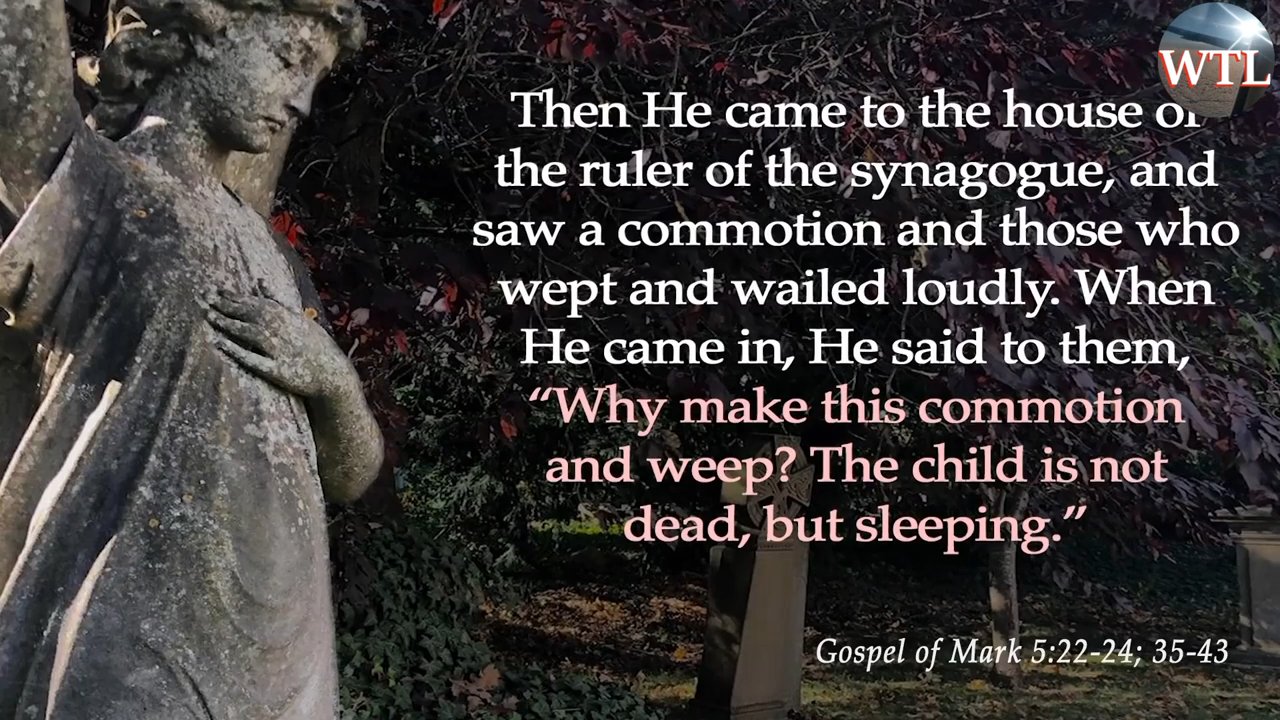 WTL
Then He came to the house of
the ruler of the synagogue, and
saw a commotion and those who
wept and wailed loudly. When
He came in, He said to them,
“Why make this commotion
and weep? The child is not
dead, but sleeping.”
Gospel of Mark 5:22-24; 35-43